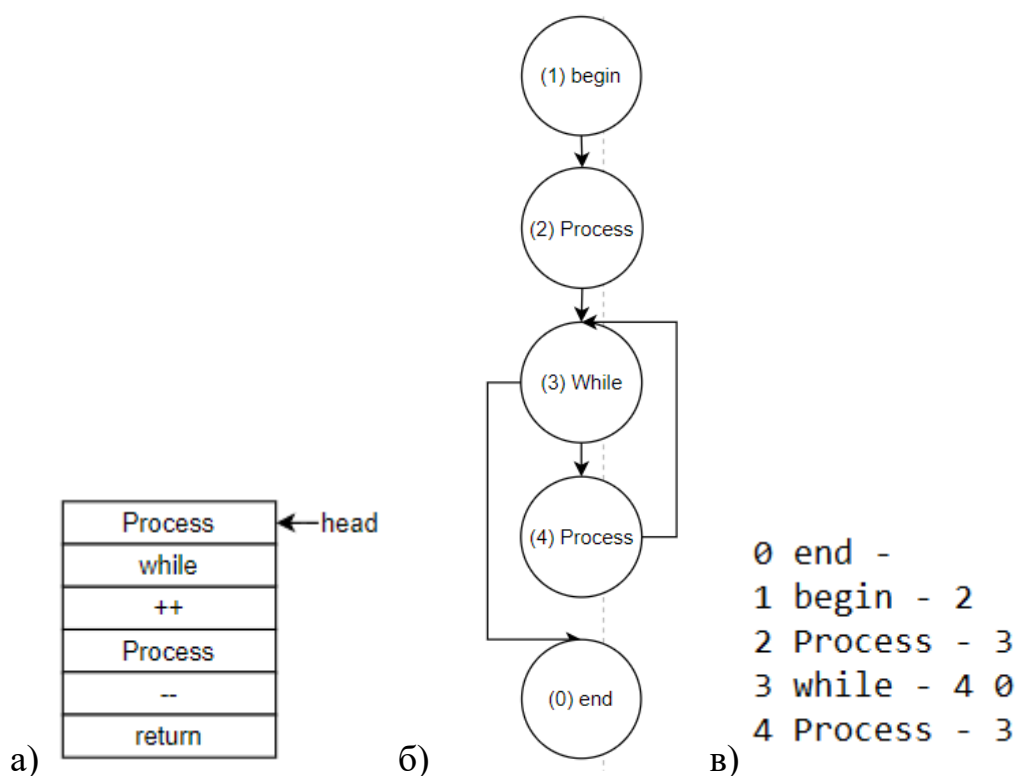 а)
Process
head
while
++
Process
--
return
б)
(1) begin
(2) Process
(3) While
(4) Process
(0) end
в)
0 end -
1 begin - 2
2 Process - 3
3 while - 4 0
4 Process - 3